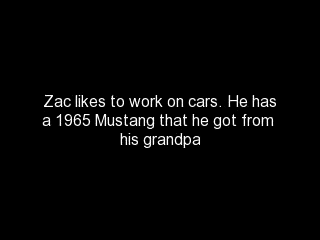 Zac likes to work on cars. He has
a 1965 Mustang that he got from
his grandpa